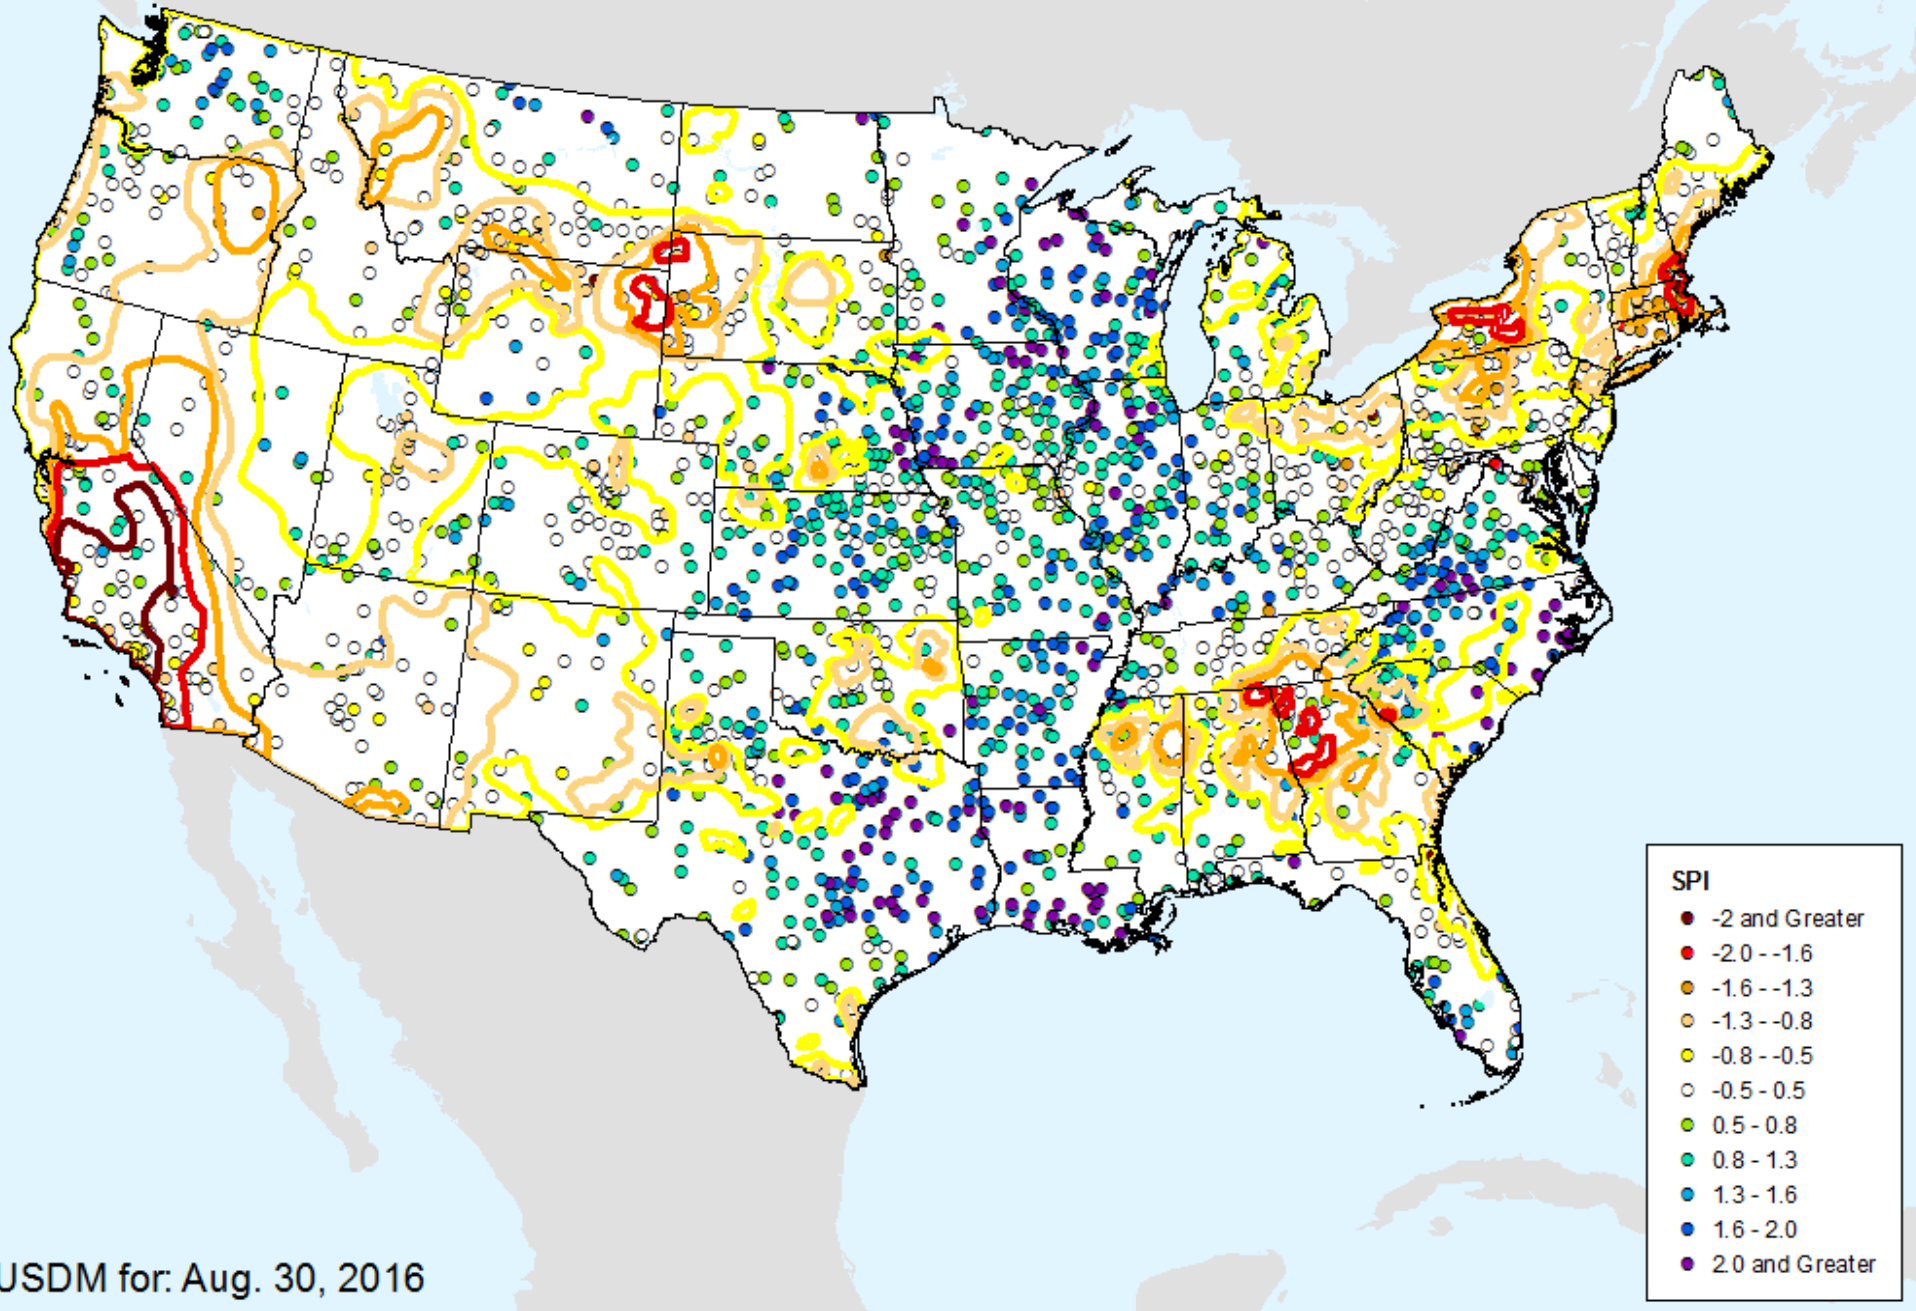 SPI
-2 and Greater
-2.0 - -1.6
-1.6 - -1.3
-1.3 - -0.8
-0.8 - -0.5
-0.5 - 0.5
0.5 - 0.8
0.8 - 1.3
1.3 - 1.6
1.6 - 2.0
2.0 and Greater
USDM for: Aug. 30, 2016